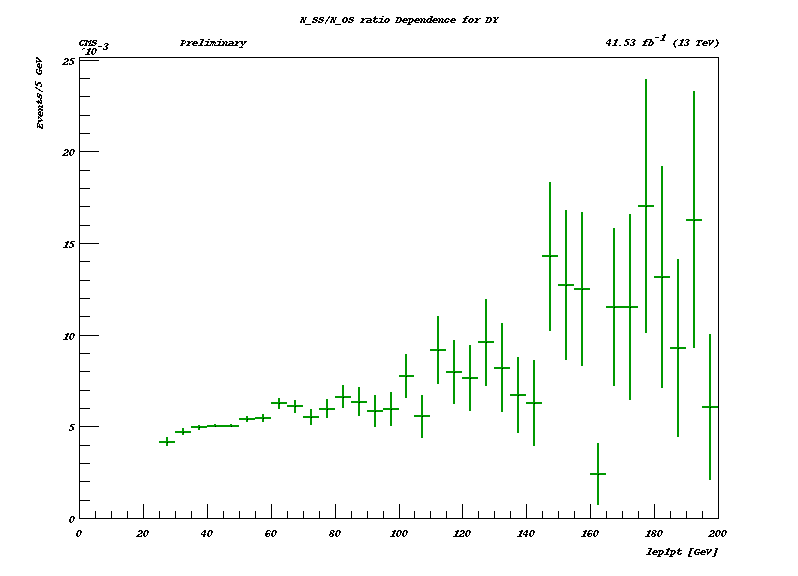 N_SS/N_OS ratio Dependence for DY
CMS Preliminary 41.53 fb^-1 (13 TeV)
^10^-3
Events/5 GeV
25
20
15
10
5
0
0 20 40 60 80 100 120 140 160 180 200
lep1pt [GeV]